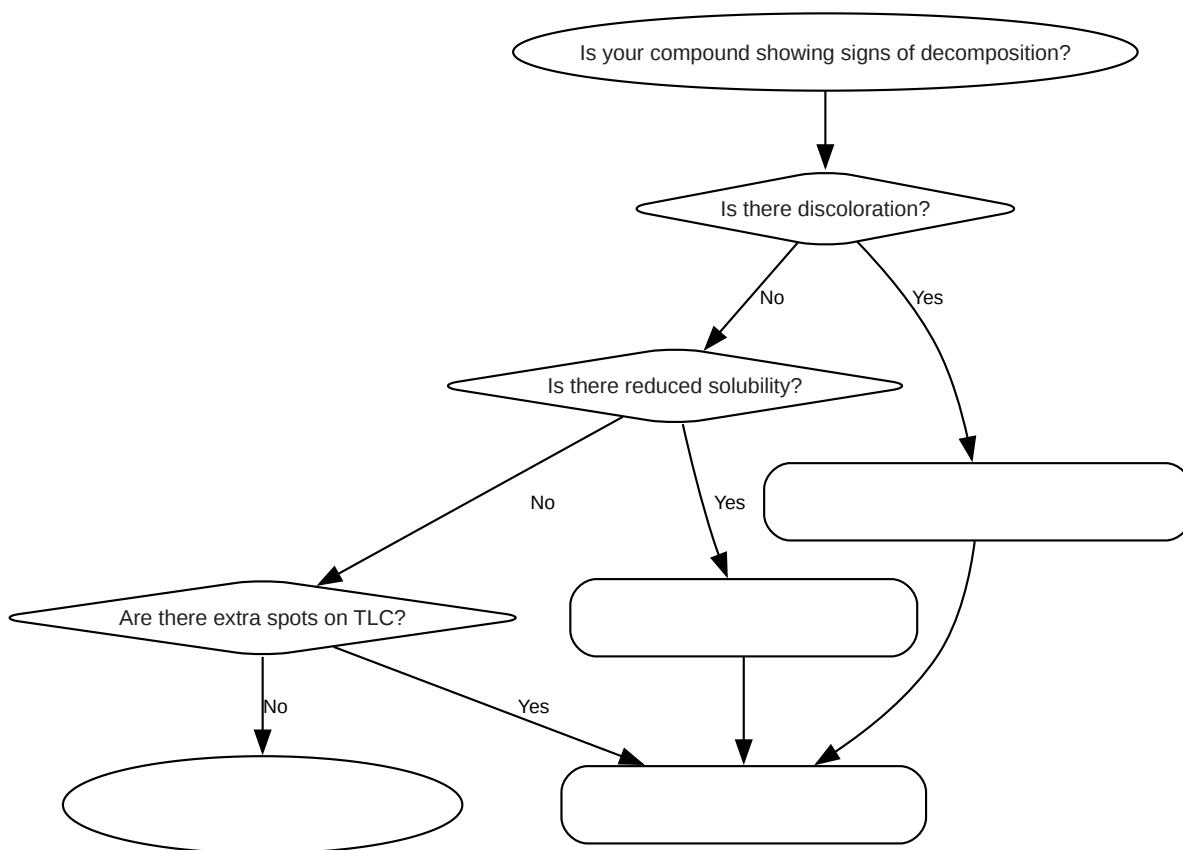 Is your compound showing signs of decomposition?
Is there discoloration?
No
Yes
Is there reduced solubility?
No
Yes
Are there extra spots on TLC?
No
Yes